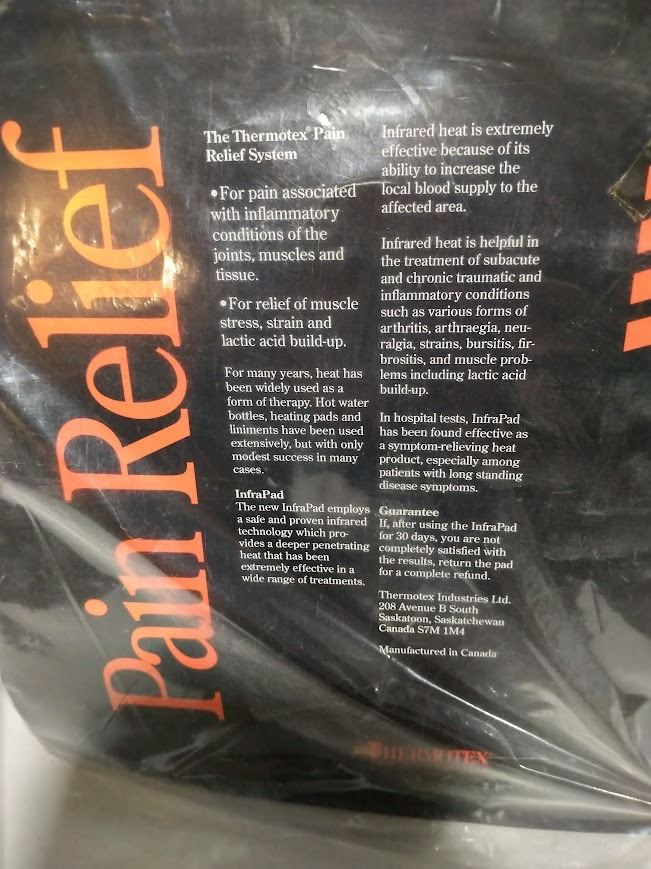 Pain Relief
The Thermotex® Pain
Relief System
•For pain associated
with inflammatory
conditions of the
joints, muscles and
tissue.
•For relief of muscle
stress, strain and
lactic acid build-up.
For many years, heat has
been widely used as a
form of therapy. Hot water
bottles, heating pads and
liniments have been used
extensively, but with only
modest success in many
cases.
InfraPad
The new InfraPad employs
a safe and proven infrared
technology which pro-
vides a deeper penetrating
heat that has been
extremely effective in a
wide range of treatments.
Infrared heat is extremely
effective because of its
ability to increase the
local blood supply to the
affected area.
Infrared heat is helpful in
the treatment of subacute
and chronic traumatic and
inflammatory conditions
such as various forms of
arthritis, arthraegia, neu-
ralgia, strains, bursitis, fir-
brositis, and muscle prob-
lems including lactic acid
build-up.
In hospital tests, InfraPad
has been found effective as
a symptom-relieving heat
product, especially among
patients with long standing
disease symptoms.
Guarantee
If, after using the InfraPad
for 30 days, you are not
completely satisfied with
the results, return the pad
for a complete refund.
Thermotex Industries Ltd.
208 Avenue B South
Saskatoon, Saskatchewan
Canada S7M 1M4
Manufactured in Canada
THERMOTEX